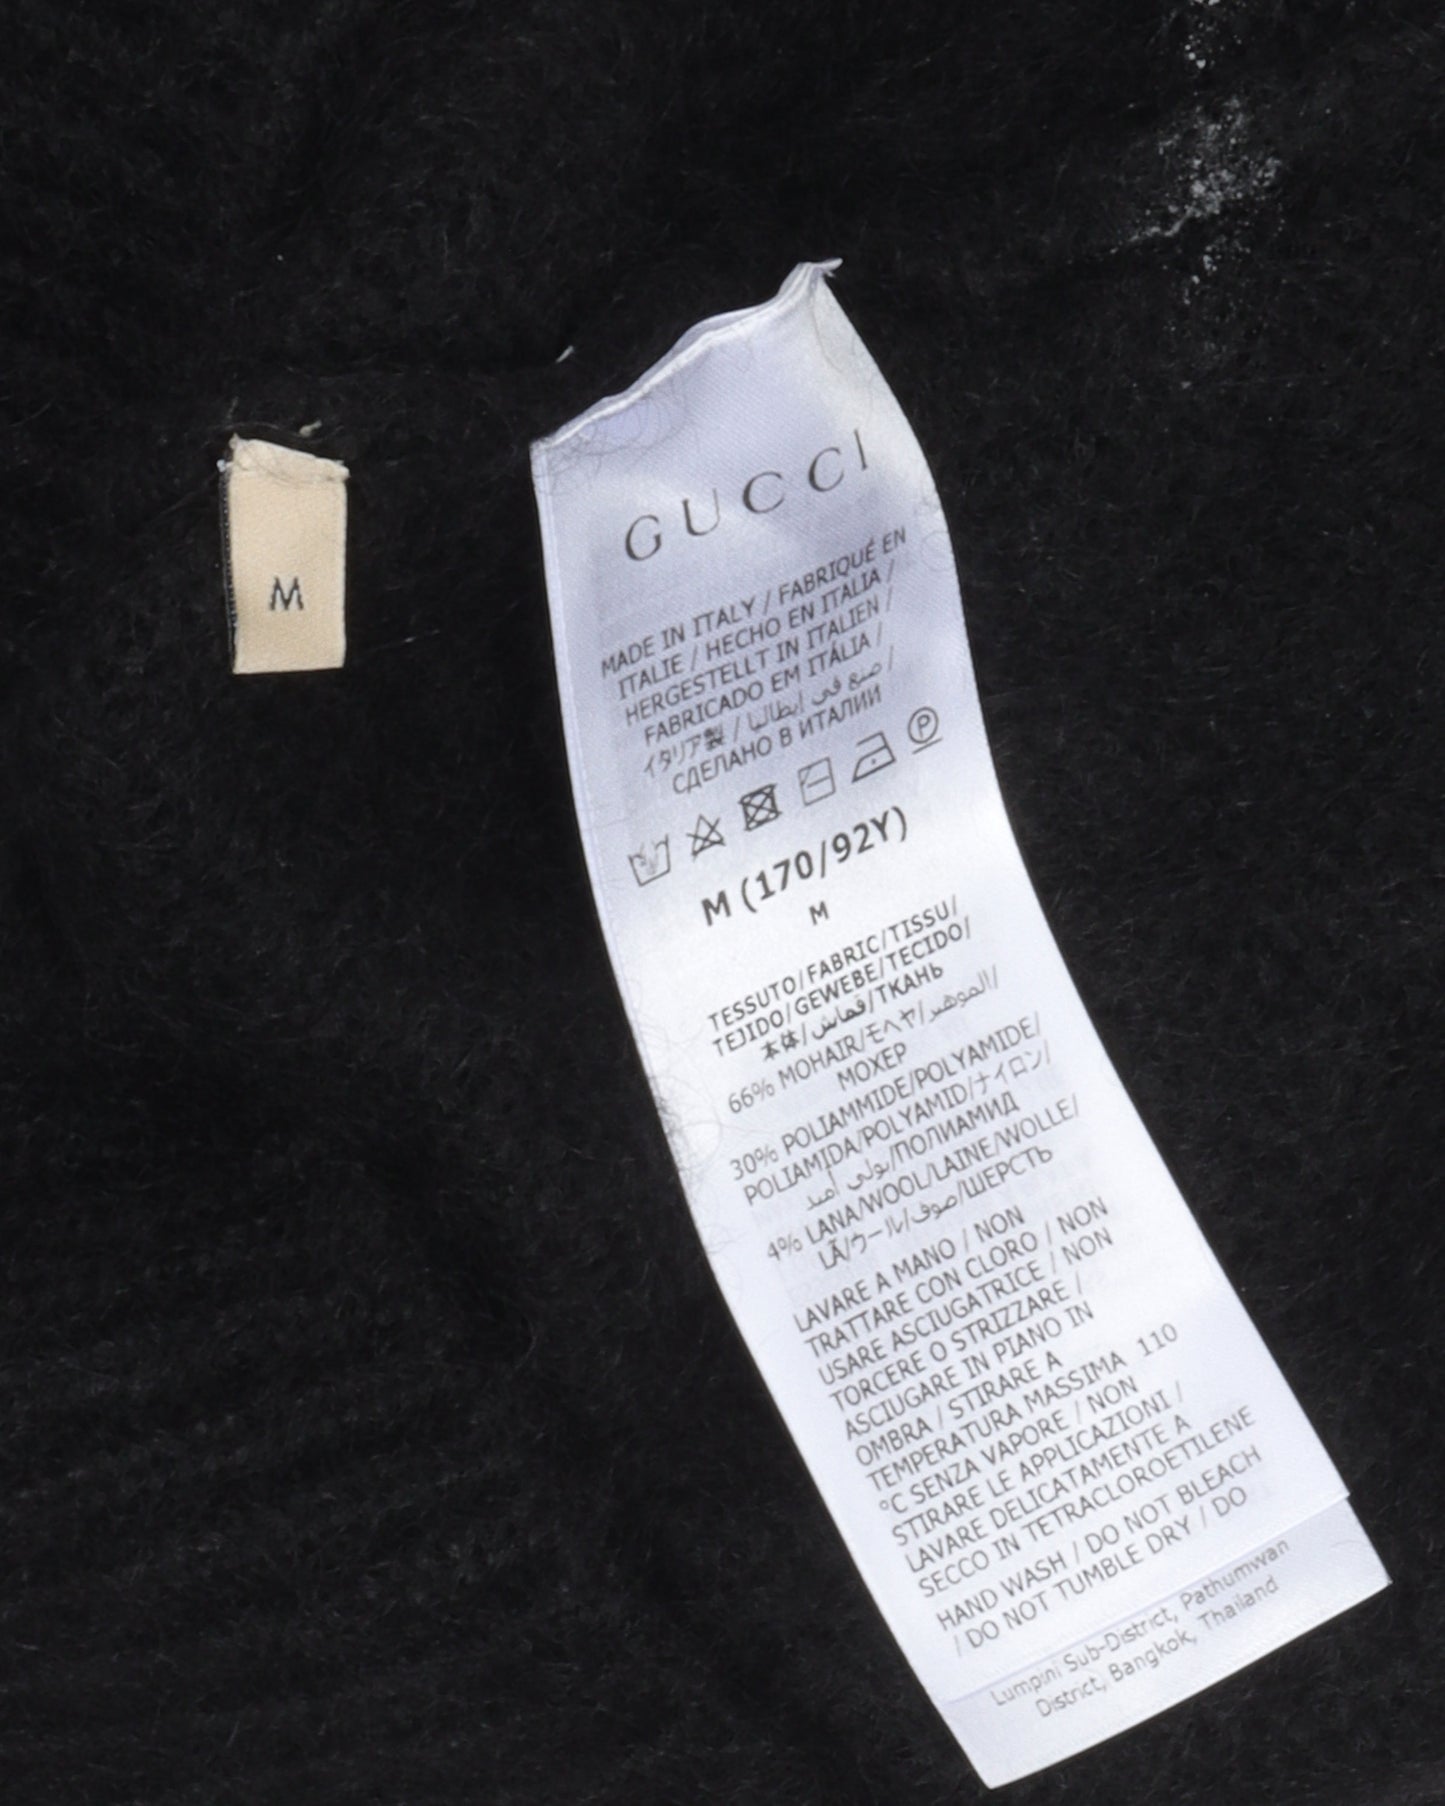 M
GUCCI
MADE IN ITALY / FABRIQUÉ EN
ITALIE / HECHO EN ITALIA /
HERGESTELLT IN ITALIEN /
FABRICADO EM ITÁLIA /
イタリア製 / صنع في إيطاليا /
СДЕЛАНО В ИТАЛИИ
P
M (170/92Y)
M
TESSUTO/FABRIC/TISSU/
TEJIDO/GEWEBE/TECIDO/
本体/قماش/ТКАНЬ
66% MOHAIR/モヘヤ/الموهير/
МОХЕР
30% POLIAMMIDE/POLYAMIDE/
POLIAMIDA/POLYAMID/ナイロン/
بولي أميد/ПОЛИАМИД
4% LANA/WOOL/LAINE/WOLLE/
LÃ/ウール/صوف/ШЕРСТЬ
LAVARE A MANO / NON
TRATTARE CON CLORO / NON
USARE ASCIUGATRICE / NON
TORCERE O STRIZZARE /
ASCIUGARE IN PIANO IN
OMBRA / STIRARE A
TEMPERATURA MASSIMA 110
°C SENZA VAPORE / NON
STIRARE LE APPLICAZIONI /
LAVARE DELICATAMENTE A
SECCO IN TETRACLOROETILENE
HAND WASH / DO NOT BLEACH
/ DO NOT TUMBLE DRY / DO
Lumpini Sub-District, Pathumwan
District, Bangkok, Thailand